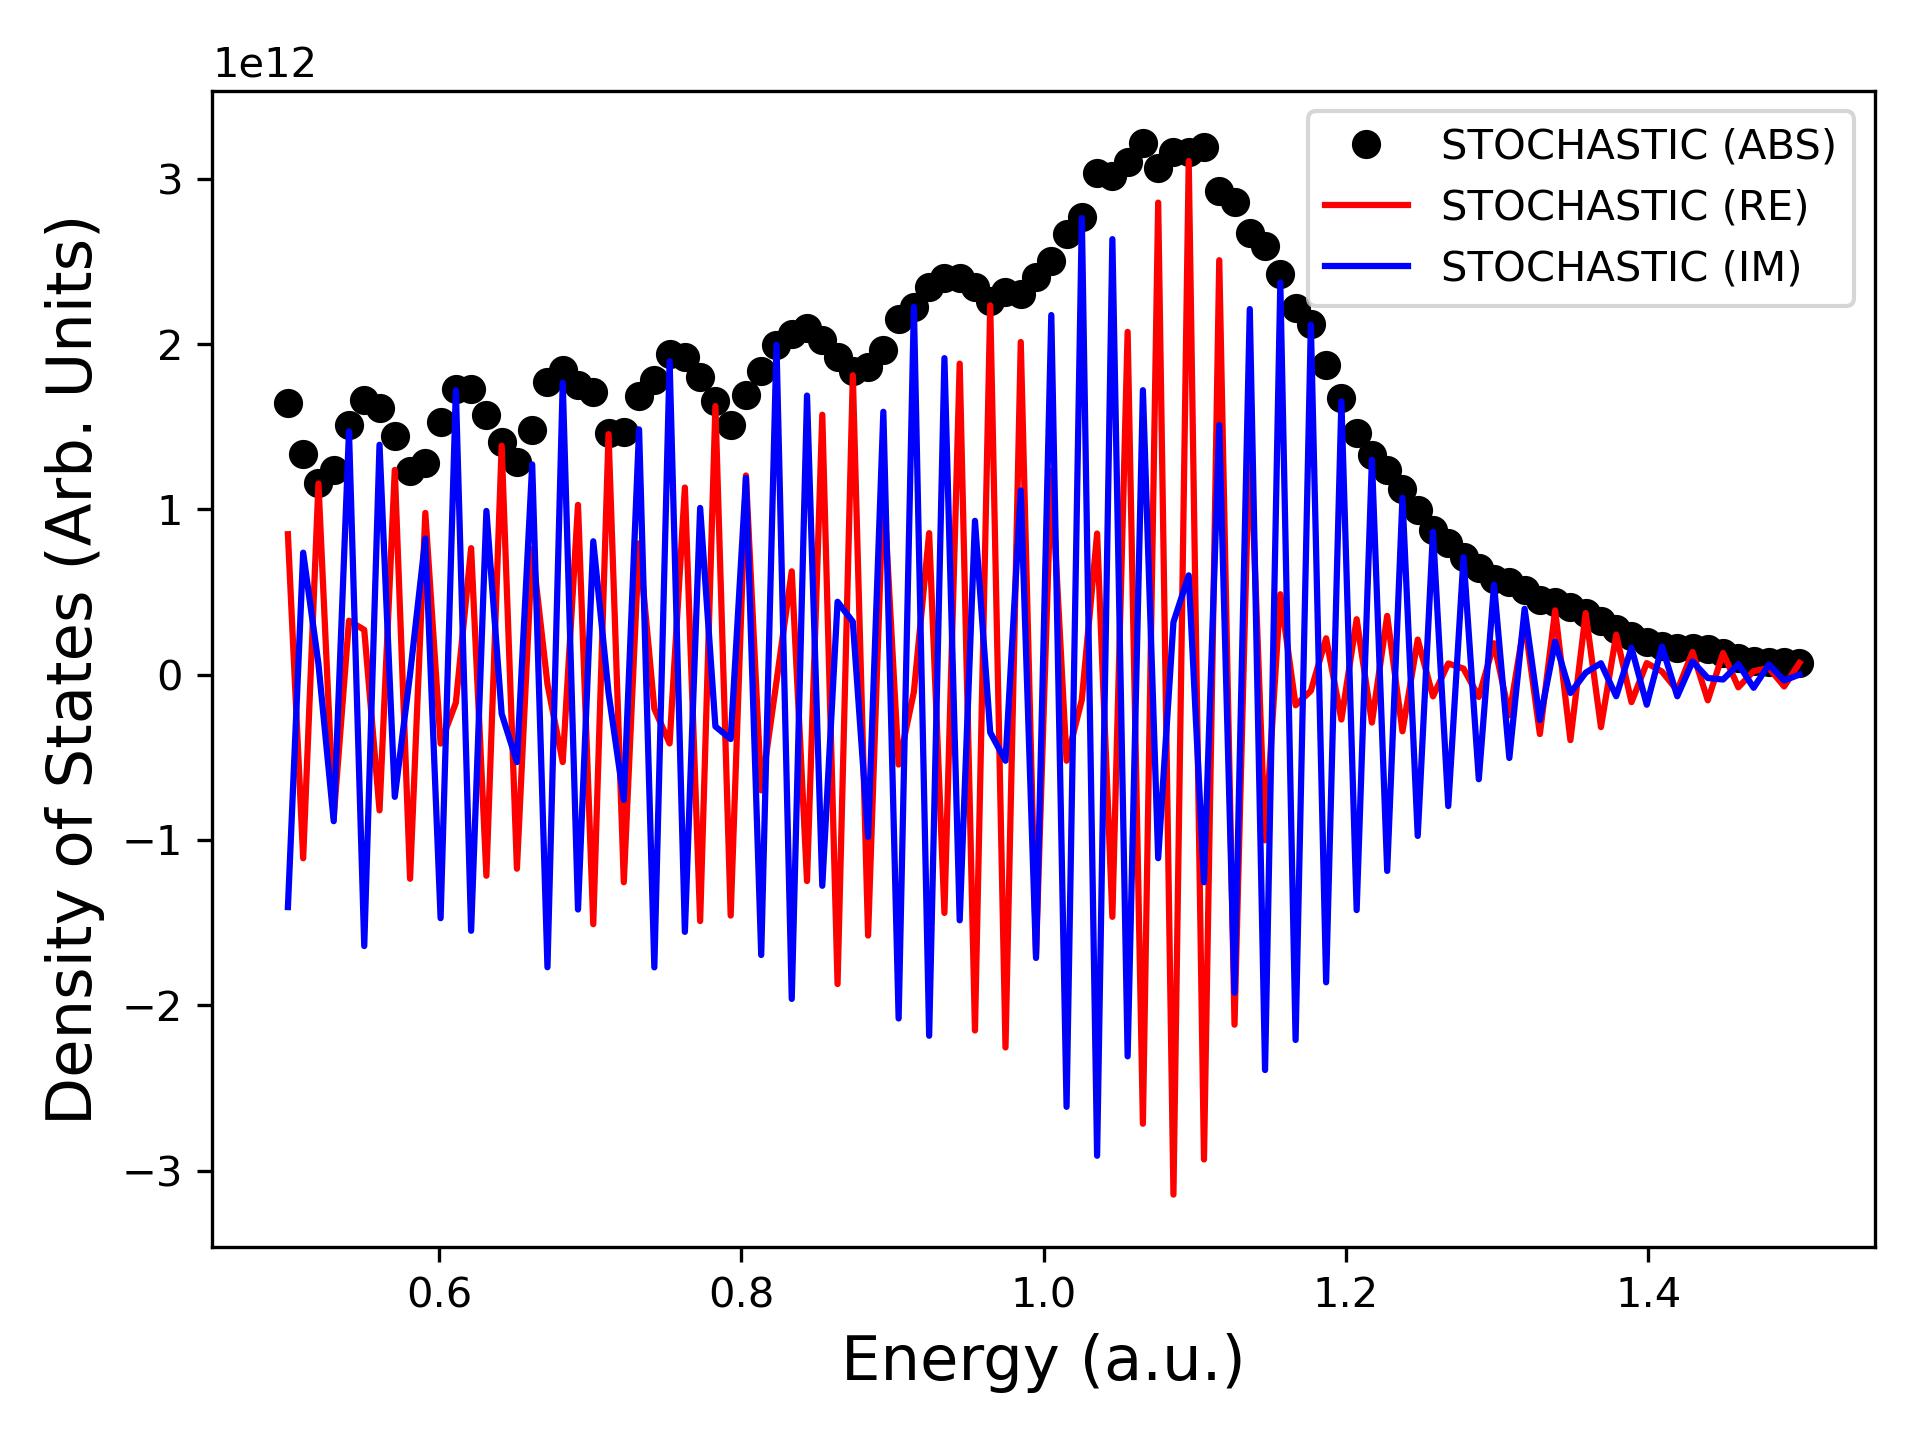 1e12
STOCHASTIC (ABS)
STOCHASTIC (RE)
STOCHASTIC (IM)
Density of States (Arb. Units)
3
2
1
0
−1
−2
−3
0.6 0.8 1.0 1.2 1.4
Energy (a.u.)